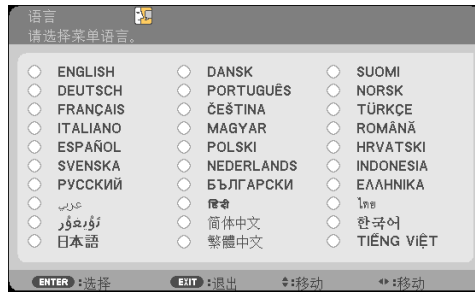 语言
请选择菜单语言。
ENGLISH DANSK SUOMI
DEUTSCH PORTUGUÊS NORSK
FRANÇAIS ČEŠTINA TÜRKÇE
ITALIANO MAGYAR ROMÂNĂ
ESPAÑOL POLSKI HRVATSKI
SVENSKA NEDERLANDS INDONESIA
РУССКИЙ БЪЛГАРСКИ ΕΛΛΗΝΙΚΑ
عربي हिंदी ไทย
ئۇيغۇر 简体中文 한국어
日本語 繁體中文 TIẾNG VIỆT
ENTER :选择 EXIT :退出 :移动 :移动